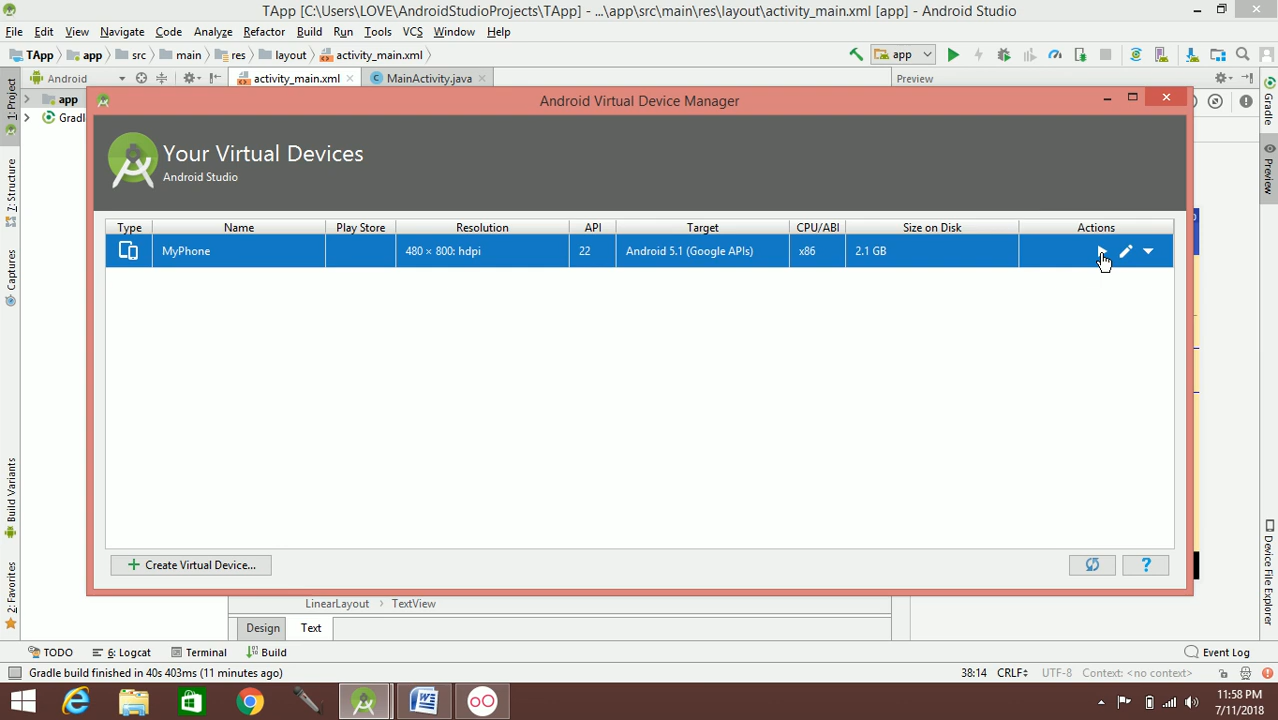 TApp [C:\Users\LOVE\AndroidStudioProjects\TApp] - ...\app\src\main\res\layout\activity_main.xml [app] - Android Studio
File Edit View Navigate Code Analyze Refactor Build Run Tools VCS Window Help
TApp app src main res layout activity_main.xml app
Android activity_main.xml MainActivity.java Preview
1: Project
app
Gradl
Z: Structure
Captures
Build Variants
2: Favorites
Android Virtual Device Manager
Your Virtual Devices
Android Studio
Type Name Play Store Resolution API Target CPU/ABI Size on Disk Actions
MyPhone 480 × 800: hdpi 22 Android 5.1 (Google APIs) x86 2.1 GB
+ Create Virtual Device... ?
Gradle
Preview
Device File Explorer
LinearLayout › TextView
Design Text
TODO 6: Logcat Terminal Build Event Log
Gradle build finished in 40s 403ms (11 minutes ago) 38:14 CRLF÷ UTF-8 Context: <no context>
11:58 PM
7/11/2018